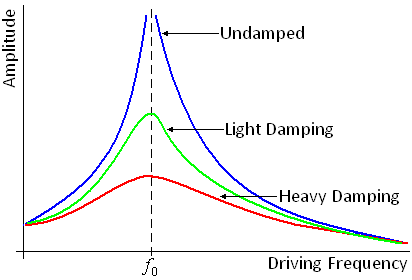 Amplitude
Undamped
Light Damping
Heavy Damping
f₀
Driving Frequency